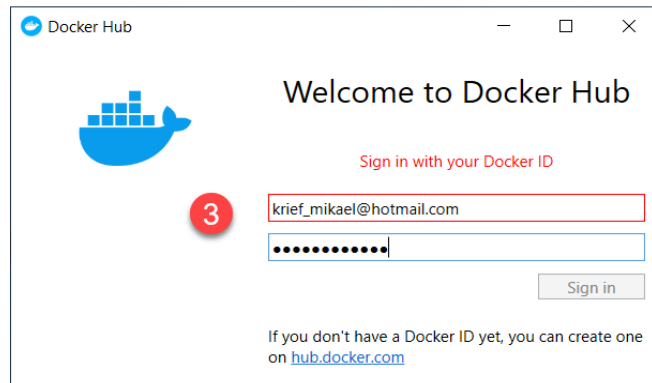 Docker Hub
Welcome to Docker Hub
Sign in with your Docker ID
3
krief_mikael@hotmail.com
●●●●●●●●●●●●
Sign in
If you don't have a Docker ID yet, you can create one
on hub.docker.com